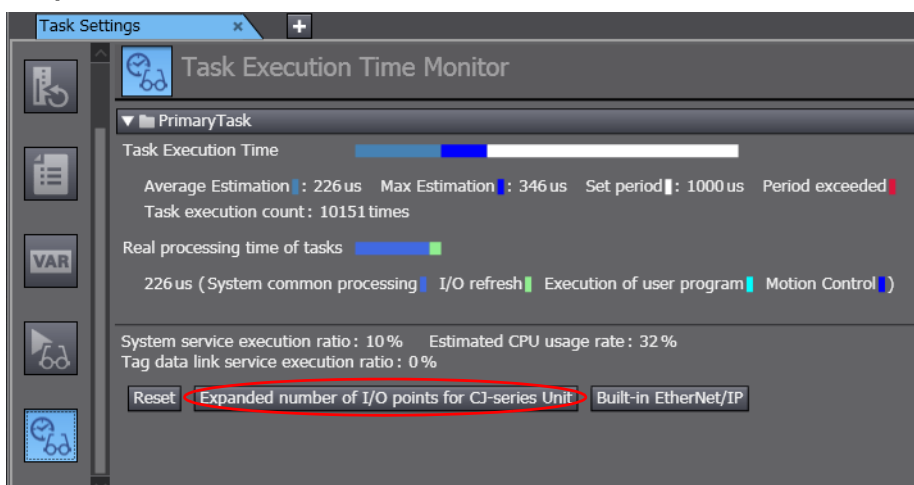 Task Settings × +
Task Execution Time Monitor
PrimaryTask
Task Execution Time
Average Estimation : 226 us Max Estimation : 346 us Set period : 1000 us Period exceeded
Task execution count : 10151 times
Real processing time of tasks
VAR
226 us ( System common processing I/O refresh Execution of user program Motion Control )
System service execution ratio : 10 % Estimated CPU usage rate : 32 %
Tag data link service execution ratio : 0 %
Reset Expanded number of I/O points for CJ-series Unit Built-in EtherNet/IP